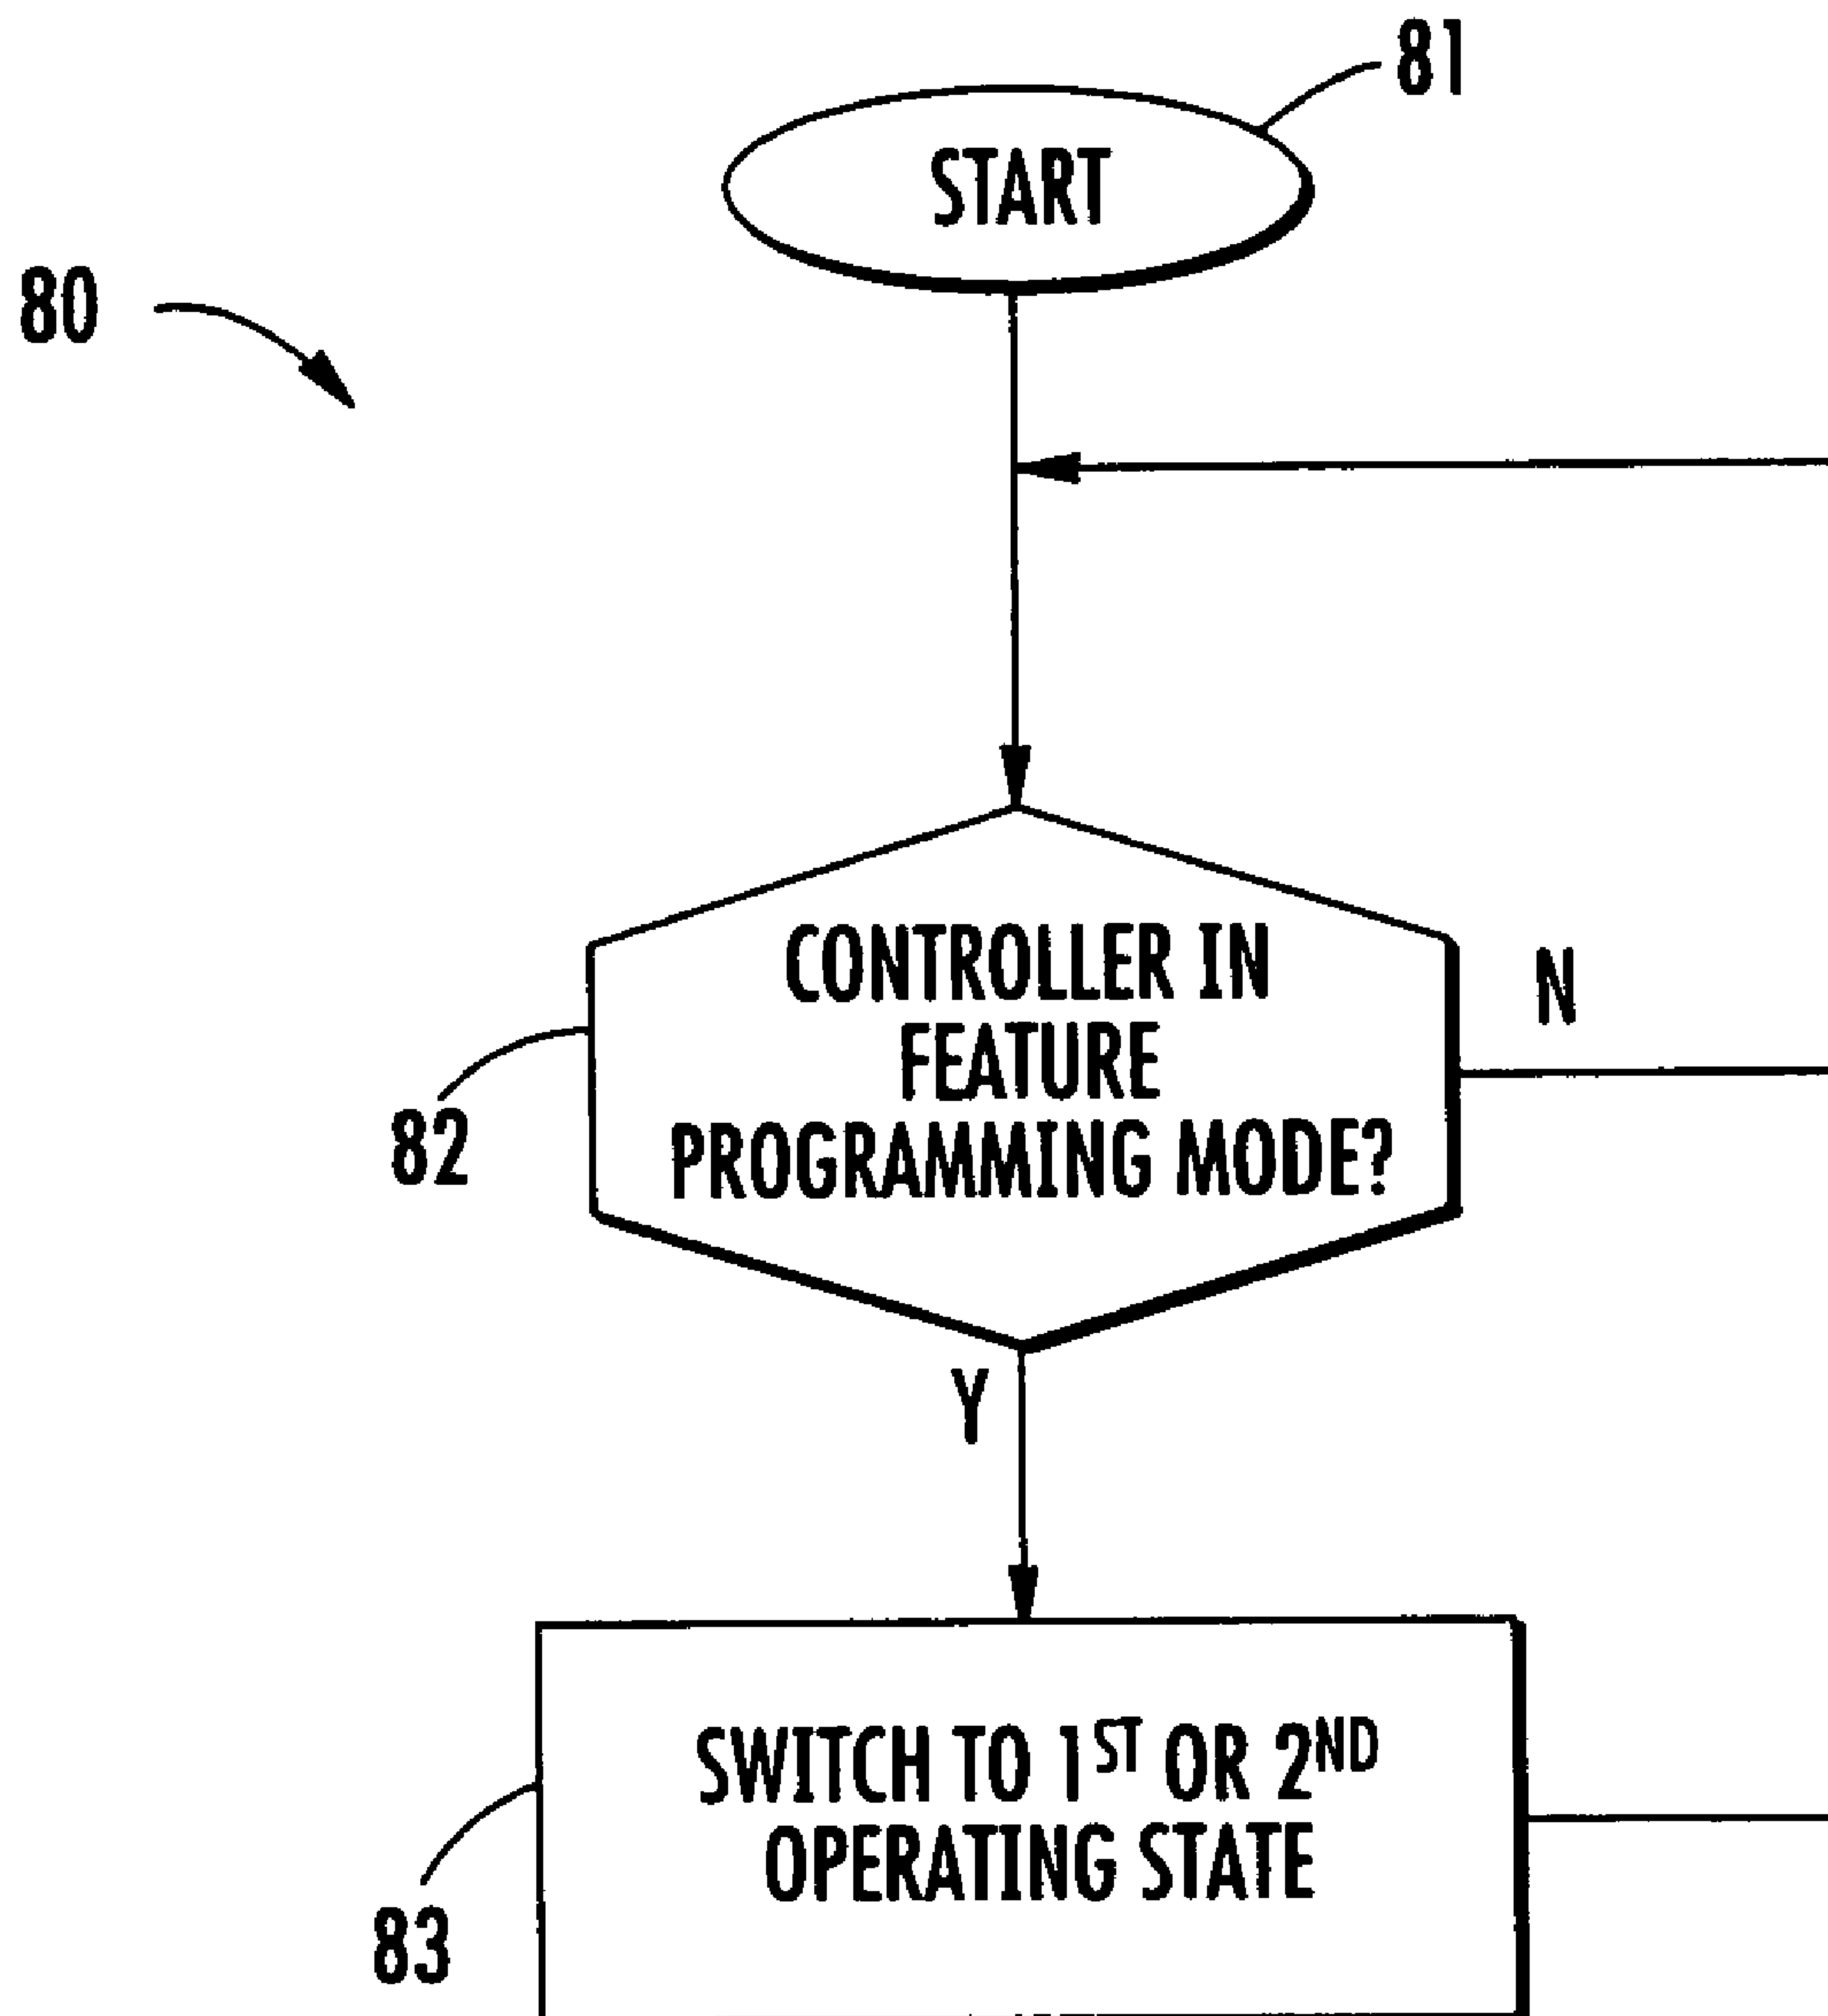 81
START
80
CONTROLLER IN
FEATURE
PROGRAMMING MODE?
N
82
Y
SWITCH TO 1ST OR 2ND
OPERATING STATE
83